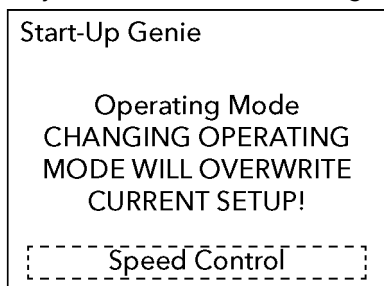 Start-Up Genie
Operating Mode
CHANGING OPERATING
MODE WILL OVERWRITE
CURRENT SETUP!
Speed Control